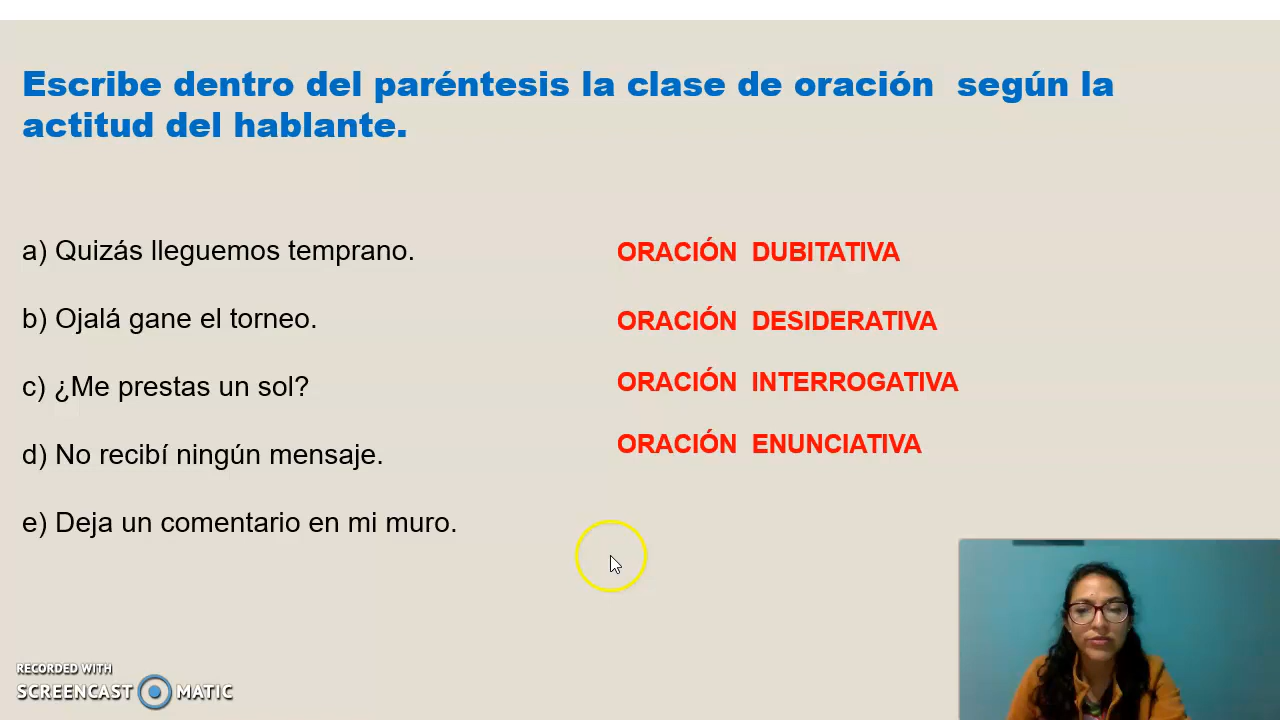 Escribe dentro del paréntesis la clase de oración según la
actitud del hablante.
a) Quizás lleguemos temprano. ORACIÓN DUBITATIVA
b) Ojalá gane el torneo. ORACIÓN DESIDERATIVA
c) ¿Me prestas un sol? ORACIÓN INTERROGATIVA
d) No recibí ningún mensaje. ORACIÓN ENUNCIATIVA
e) Deja un comentario en mi muro.
RECORDED WITH
SCREENCAST MATIC